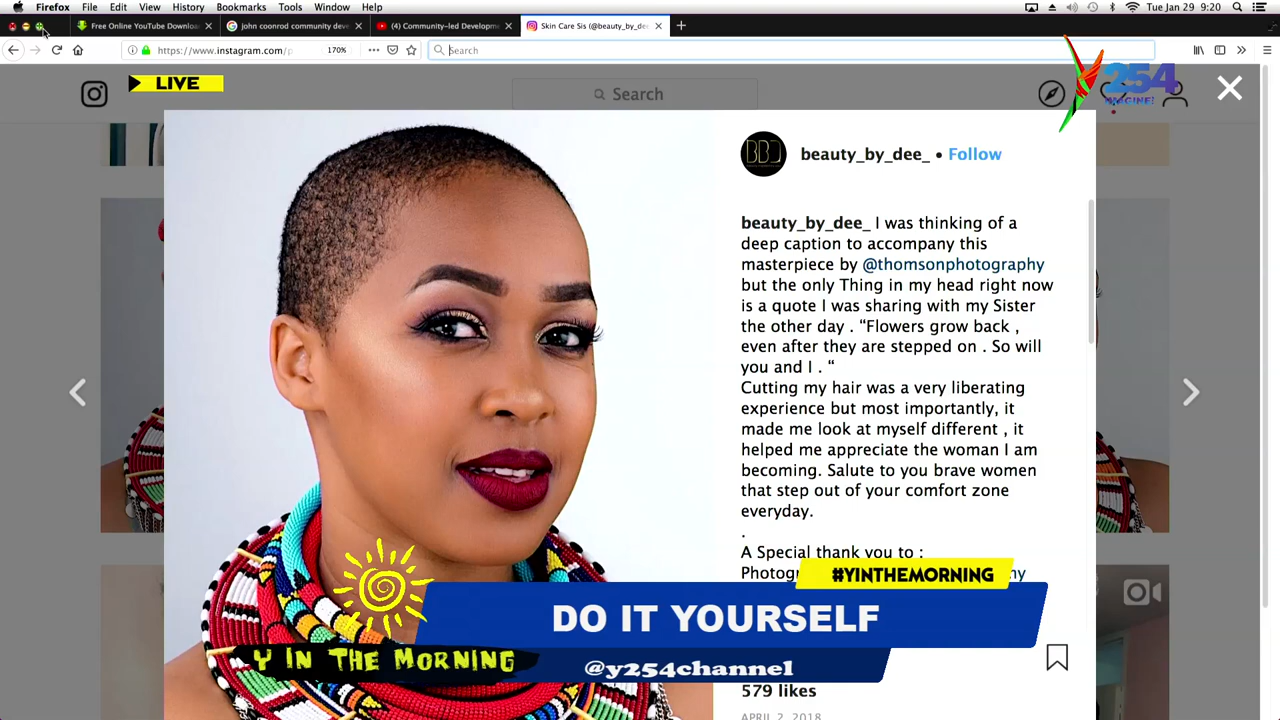 Firefox File Edit View History Bookmarks Tools Window Help
Tue Jan 29 9:20
Free Online YouTube Downloa
john coonrod community deve
(4) Community-led Developm
Skin Care Sis (@beauty_by_de
https://www.instagram.com/p
170%
Search
LIVE
Search
254
beauty_by_dee_ • Follow
beauty_by_dee_ I was thinking of a
deep caption to accompany this
masterpiece by @thomsonphotography
but the only Thing in my head right now
is a quote I was sharing with my Sister
the other day . “Flowers grow back ,
even after they are stepped on . So will
you and I . “
Cutting my hair was a very liberating
experience but most importantly, it
made me look at myself different , it
helped me appreciate the woman I am
becoming. Salute to you brave women
that step out of your comfort zone
everyday.
.
A Special thank you to :
#YINTHEMORNING
DO IT YOURSELF
Y IN THE MORNING
@y254channel
579 likes
APRIL 2, 2018